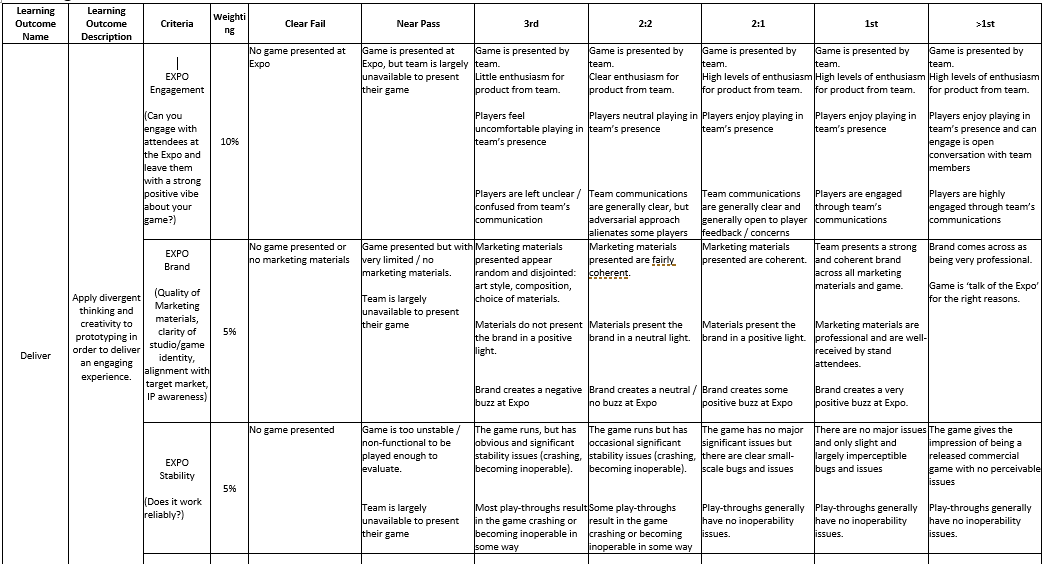 Learning
Outcome
Name
Learning
Outcome
Description
Criteria
Weighti
ng
Clear Fail
Near Pass
3rd
2:2
2:1
1st
>1st
Deliver
Apply divergent
thinking and
creativity to
prototyping in
order to deliver
an engaging
experience.
EXPO
Engagement
(Can you
engage with
attendees at
the Expo and
leave them
with a strong
positive vibe
about your
game?)
10%
No game presented at
Expo
Game is presented at
Expo, but team is largely
unavailable to present
their game
Game is presented by
team.
Little enthusiasm for
product from team.
Players feel
uncomfortable playing in
team's presence
Players are left unclear /
confused from team's
communication
Game is presented by
team.
Clear enthusiasm for
product from team.
Players neutral playing in
team's presence
Team communications
are generally clear, but
adversarial approach
alienates some players
Game is presented by
team.
High levels of enthusiasm
for product from team.
Players enjoy playing in
team's presence
Team communications
are generally clear and
generally open to player
feedback / concerns
Game is presented by
team.
High levels of enthusiasm
for product from team.
Players enjoy playing in
team's presence
Players are engaged
through team's
communications
Game is presented by
team.
High levels of enthusiasm
for product from team.
Players enjoy playing in
team's presence and can
engage is open
conversation with team
members
Players are highly
engaged through team's
communications
EXPO
Brand
(Quality of
Marketing
materials,
clarity of
studio/game
identity,
alignment with
target market,
IP awareness)
5%
No game presented or
no marketing materials
Game presented but with
very limited / no
marketing materials.
Team is largely
unavailable to present
their game
Marketing materials
presented appear
random and disjointed:
art style, composition,
choice of materials.
Materials do not present
the brand in a positive
light.
Brand creates a negative
buzz at Expo
Marketing materials
presented are fairly
coherent.
Materials present the
brand in a neutral light.
Brand creates a neutral /
no buzz at Expo
Marketing materials
presented are coherent.
Materials present the
brand in a positive light.
Brand creates some
positive buzz at Expo
Team presents a strong
and coherent brand
across all marketing
materials and game.
Marketing materials are
professional and are well-
received by stand
attendees.
Brand creates a very
positive buzz at Expo.
Brand comes across as
being very professional.
Game is 'talk of the Expo'
for the right reasons.
EXPO
Stability
(Does it work
reliably?)
5%
No game presented
Game is too unstable /
non-functional to be
played enough to
evaluate.
Team is largely
unavailable to present
their game
The game runs, but has
obvious and significant
stability issues (crashing,
becoming inoperable).
Most play-throughs result
in the game crashing or
becoming inoperable in
some way
The game runs but has
occasional significant
stability issues (crashing,
becoming inoperable).
Some play-throughs
result in the game
crashing or becoming
inoperable in some way
The game has no major
significant issues but
there are clear small-
scale bugs and issues
Play-throughs generally
have no inoperability
issues.
There are no major issues
and only slight and
largely imperceptible
bugs and issues
Play-throughs generally
have no inoperability
issues.
The game gives the
impression of being a
released commercial
game with no perceivable
issues
Play-throughs generally
have no inoperability
issues.